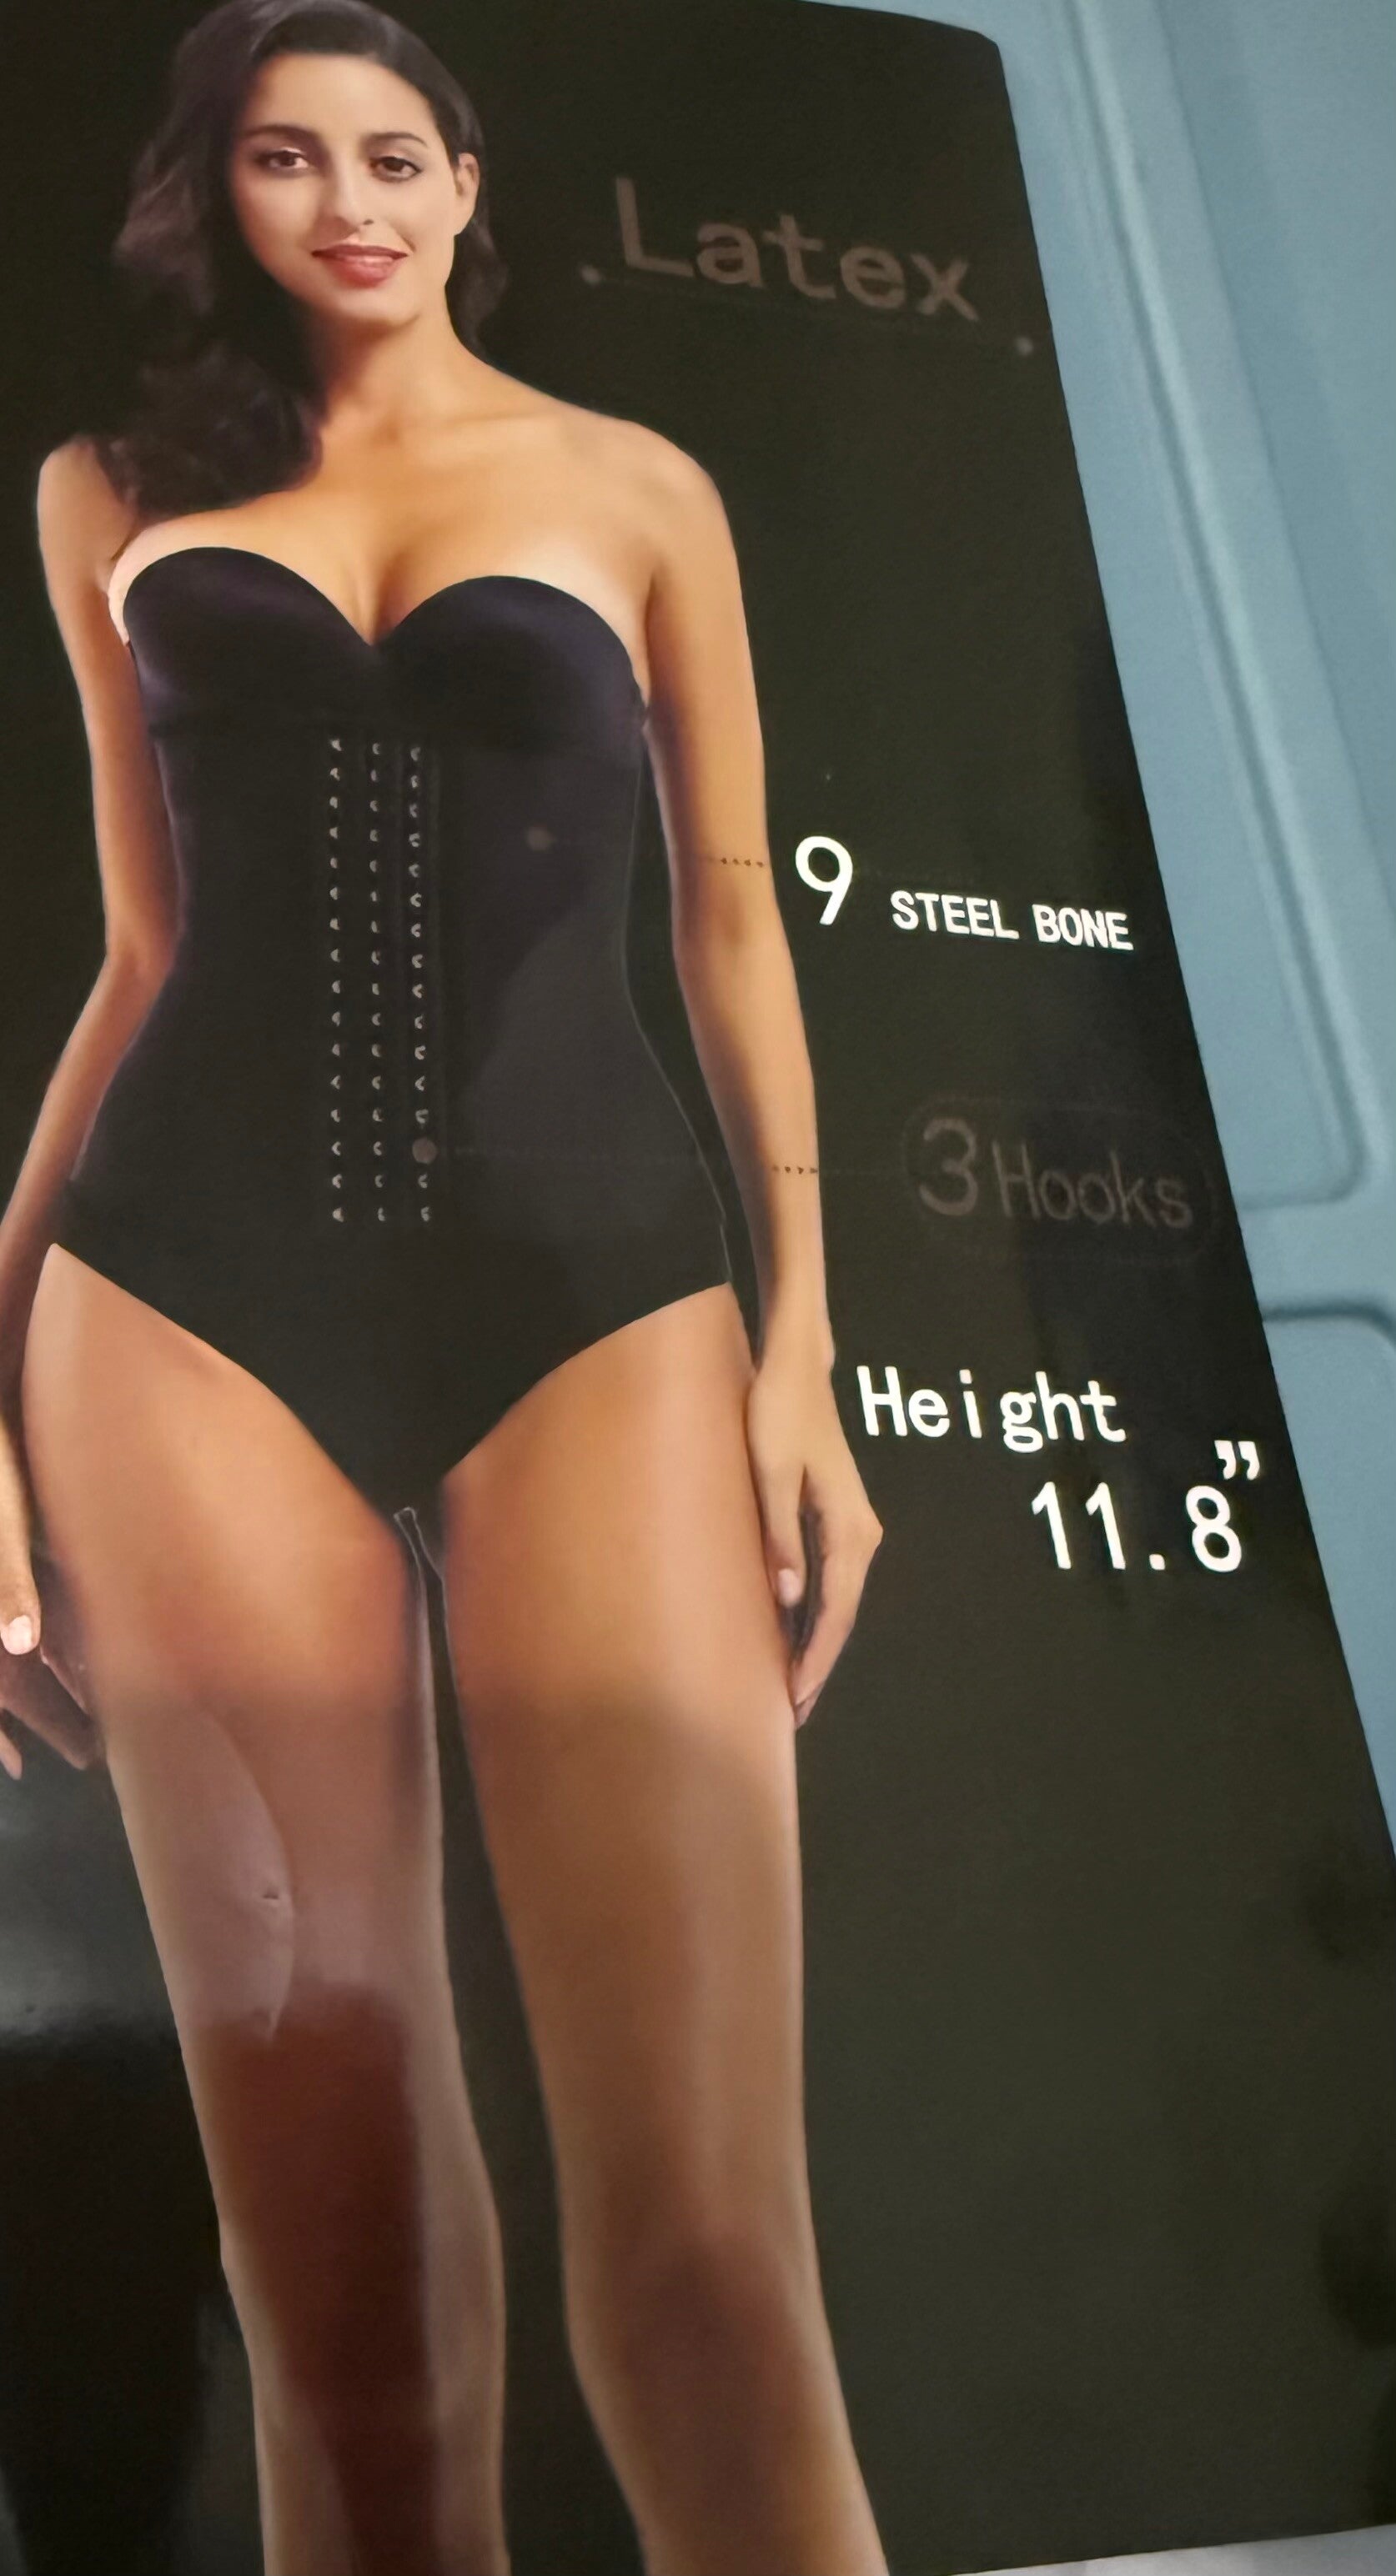 Latex
9 STEEL BONE
3 Hooks
Height
11.8”